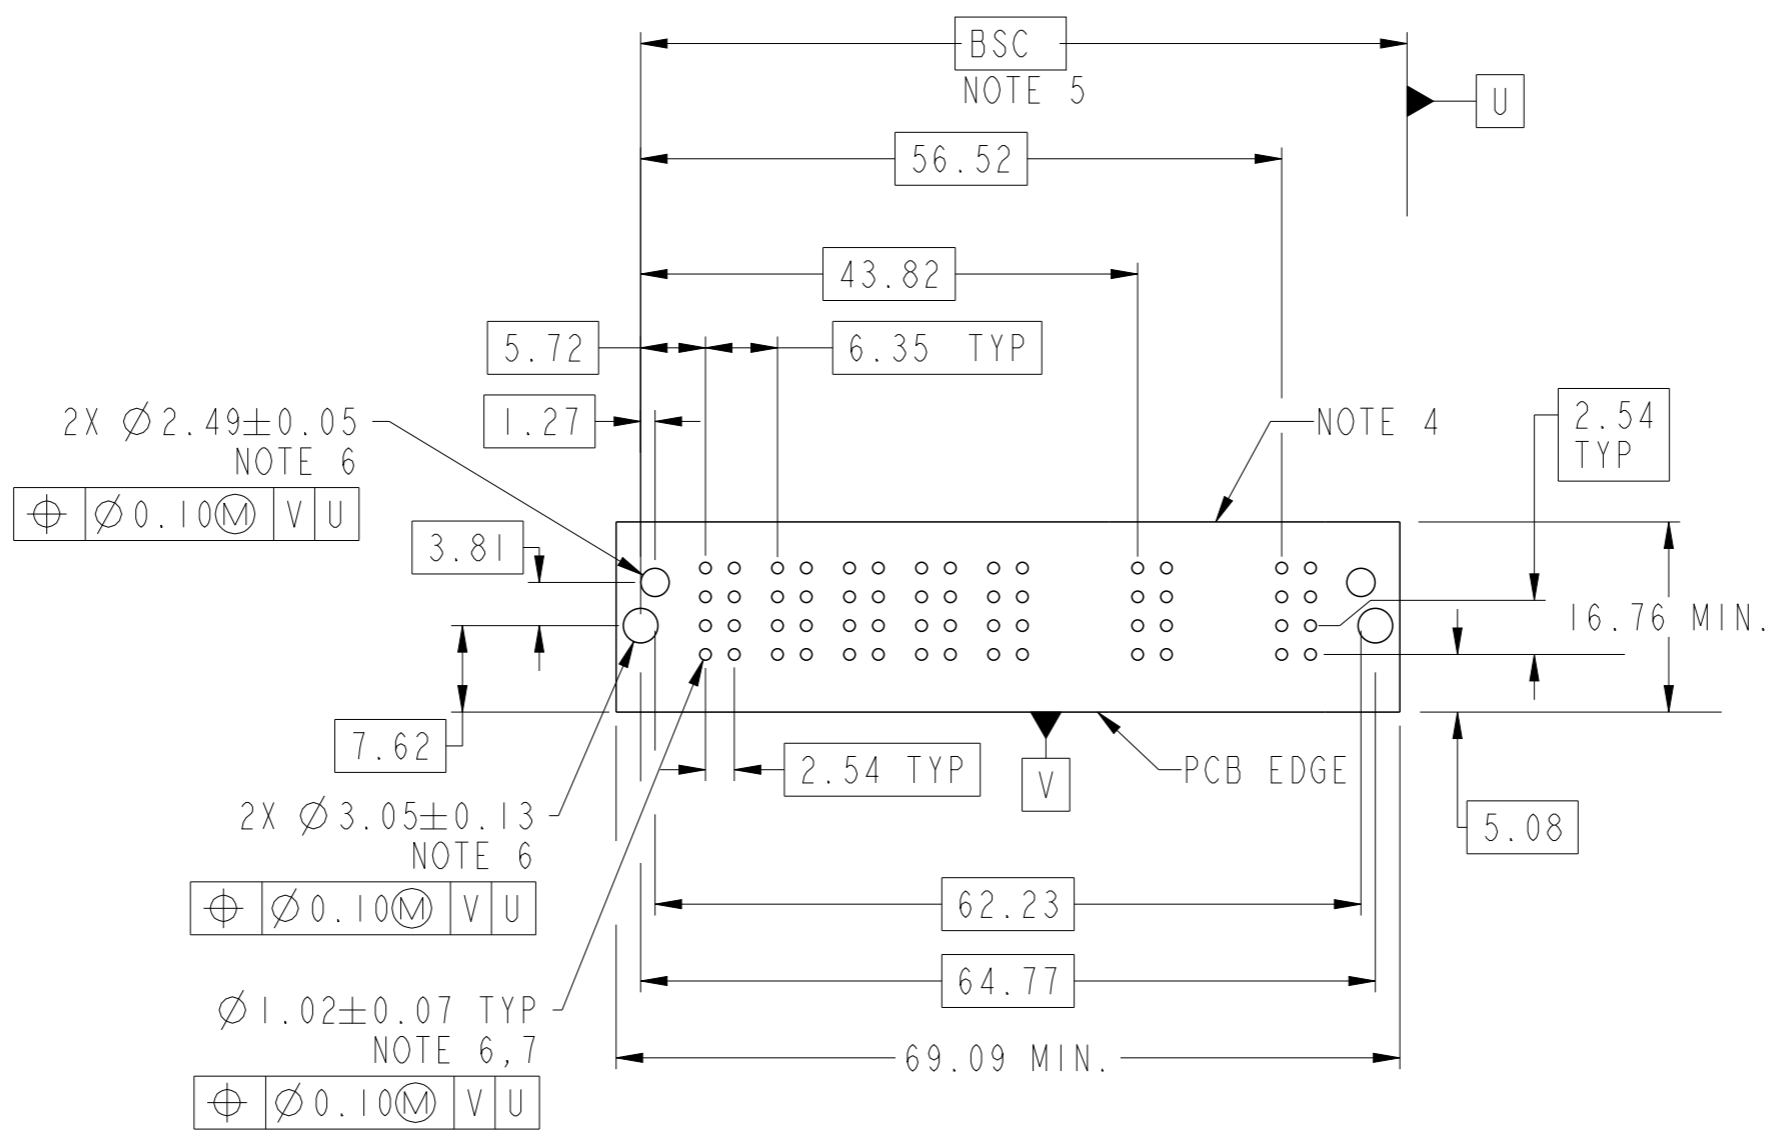 BSC
NOTE 5
U
56.52
43.82
5.72
6.35 TYP
1.27
2X ⌀2.49±0.05
NOTE 6
⌖ ⌀0.10Ⓜ V U
NOTE 4
2.54
TYP
3.81
16.76 MIN.
7.62
2.54 TYP
V
PCB EDGE
5.08
2X ⌀3.05±0.13
NOTE 6
⌖ ⌀0.10Ⓜ V U
62.23
64.77
⌀1.02±0.07 TYP
NOTE 6,7
⌖ ⌀0.10Ⓜ V U
69.09 MIN.